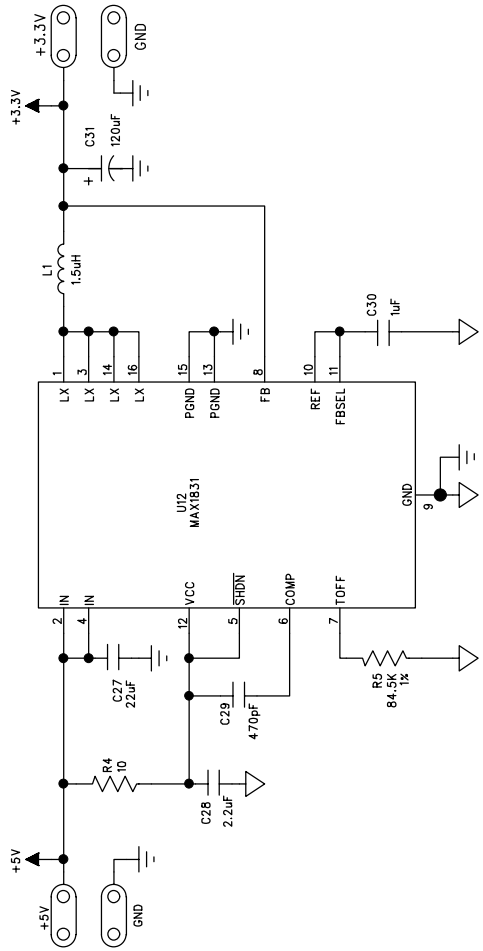 +5V
GND
+5V
R4
10
C28
2.2uF
C27
22uF
C29
470pF
R5
84.5K
1%
2
4
12
5
6
7
IN
IN
VCC
SHDN
COMP
TOFF
U12
MAX1831
GND
9
LX
LX
LX
LX
PGND
PGND
FB
REF
FBSEL
1
3
14
16
15
13
8
10
11
L1
1.5uH
C30
1uF
+
C31
120uF
+3.3V
+3.3V
GND